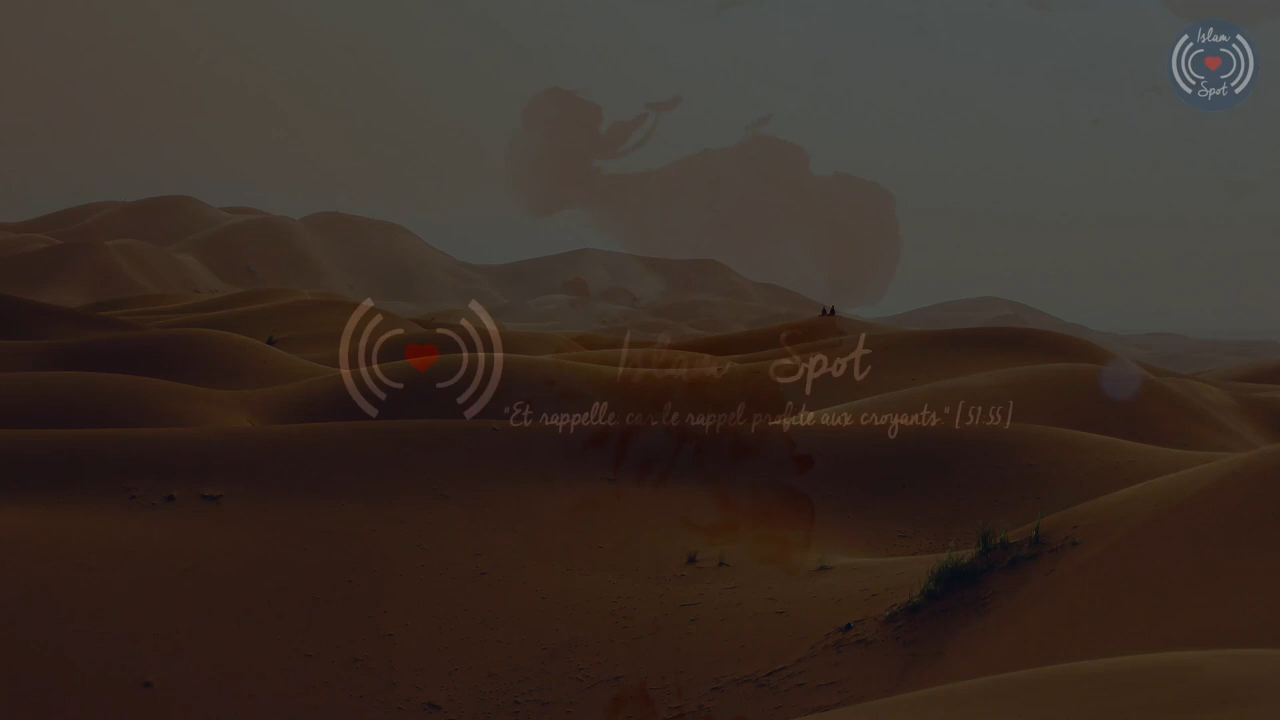 Islam
Spot
Islam Spot
"Et rappelle car le rappel profite aux croyants." [51.55]